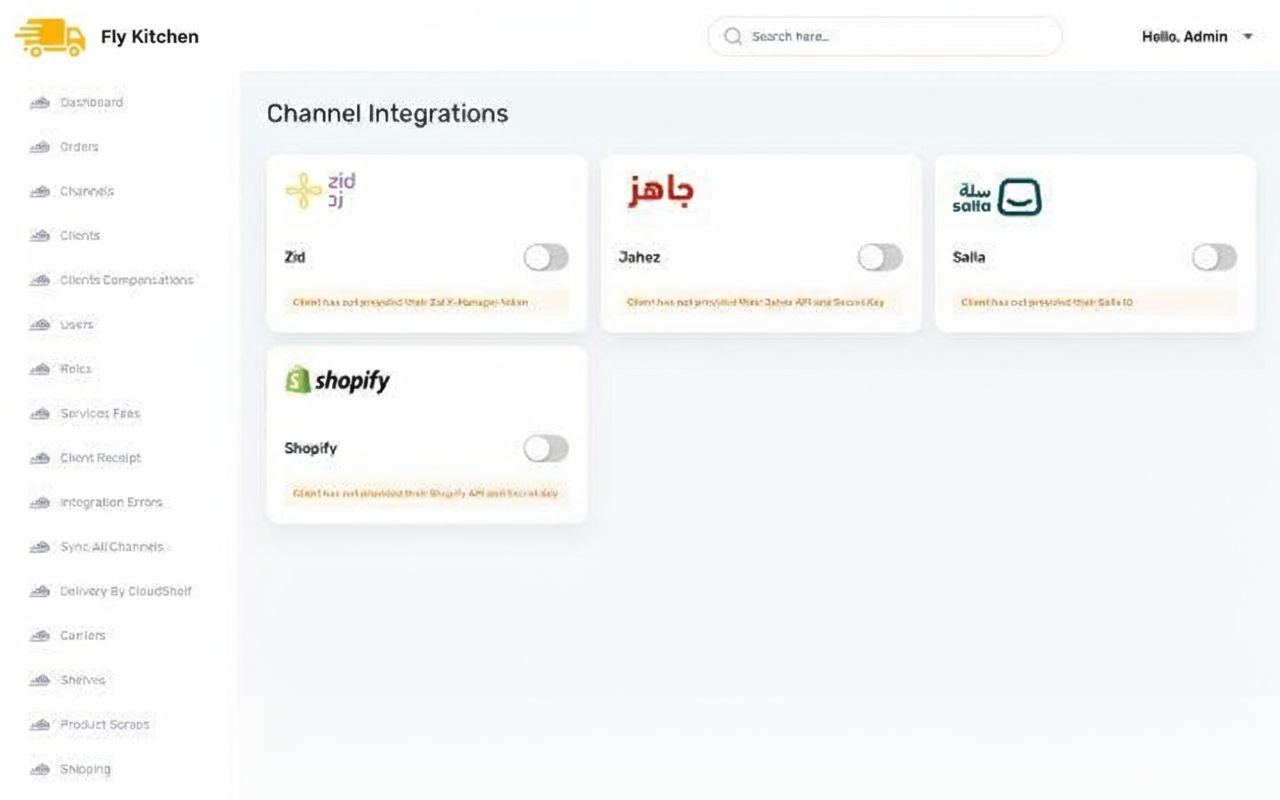 Fly Kitchen
Search here...
Hello, Admin
Dashboard
Orders
Channels
Clients
Clients Compensations
Users
Roles
Services Fees
Client Receipt
Integration Errors
Sync All Channels
Delivery By CloudShelf
Carriers
Shelves
Product Scraps
Shipping
Channel Integrations
zid
زد
Zid
Client has not provided their Zid X-Manager-token
جاهز
Jahez
Client has not provided their Jahez API and Secret Key
سلة
salla
Salla
Client has not provided their Salla ID
shopify
Shopify
Client has not provided their Shopify API and Secret Key